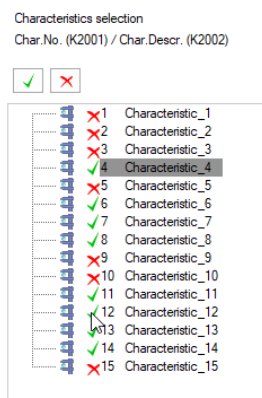 Characteristics selection
Char.No. (K2001) / Char.Descr. (K2002)
1 Characteristic_1
2 Characteristic_2
3 Characteristic_3
4 Characteristic_4
5 Characteristic_5
6 Characteristic_6
7 Characteristic_7
8 Characteristic_8
9 Characteristic_9
10 Characteristic_10
11 Characteristic_11
12 Characteristic_12
13 Characteristic_13
14 Characteristic_14
15 Characteristic_15